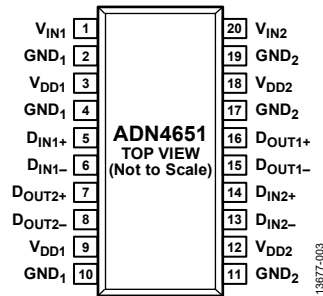 VIN1 1
GND1 2
VDD1 3
GND1 4
DIN1+ 5
DIN1– 6
DOUT2+ 7
DOUT2– 8
VDD1 9
GND1 10
ADN4651
TOP VIEW
(Not to Scale)
20 VIN2
19 GND2
18 VDD2
17 GND2
16 DOUT1+
15 DOUT1–
14 DIN2+
13 DIN2–
12 VDD2
11 GND2
13677-003